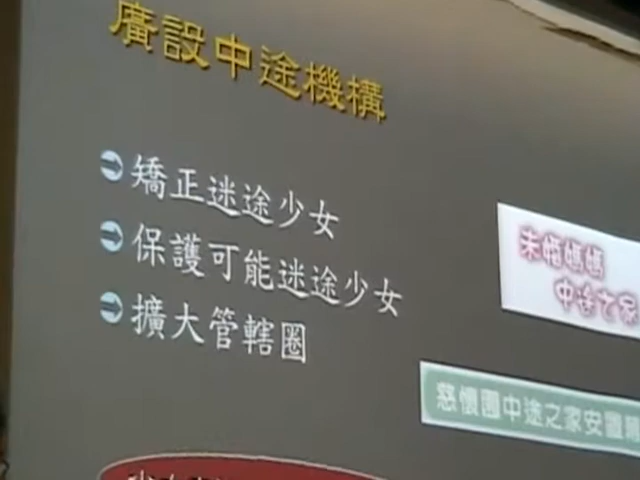 廣設中途機構
矯正迷途少女
保護可能迷途少女
擴大管轄圈
未婚媽媽
中途之家
慈懷園中途之家安置